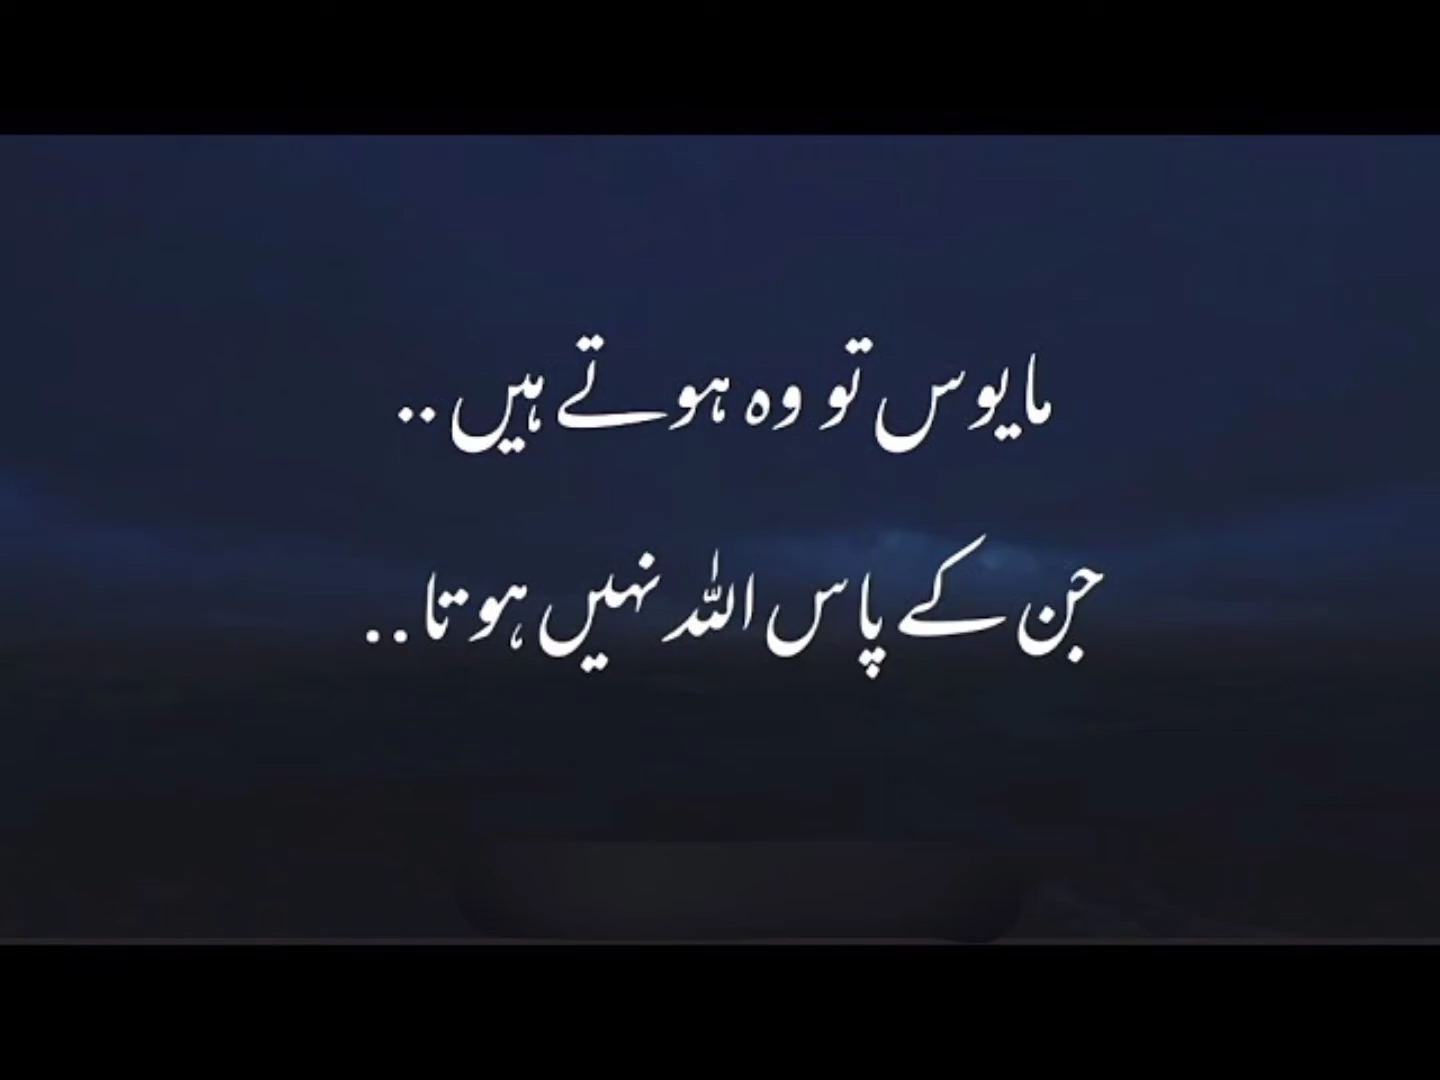 مایوس تو وہ ہوتے ہیں ..
جن کے پاس اللہ نہیں ہوتا ..